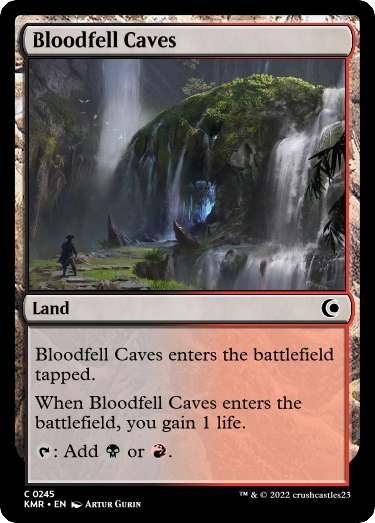 Bloodfell Caves
Land
Bloodfell Caves enters the battlefield
tapped.
When Bloodfell Caves enters the
battlefield, you gain 1 life.
: Add or .
C 0245
KMR • EN Artur Gurin
™ & © 2022 crushcastles23